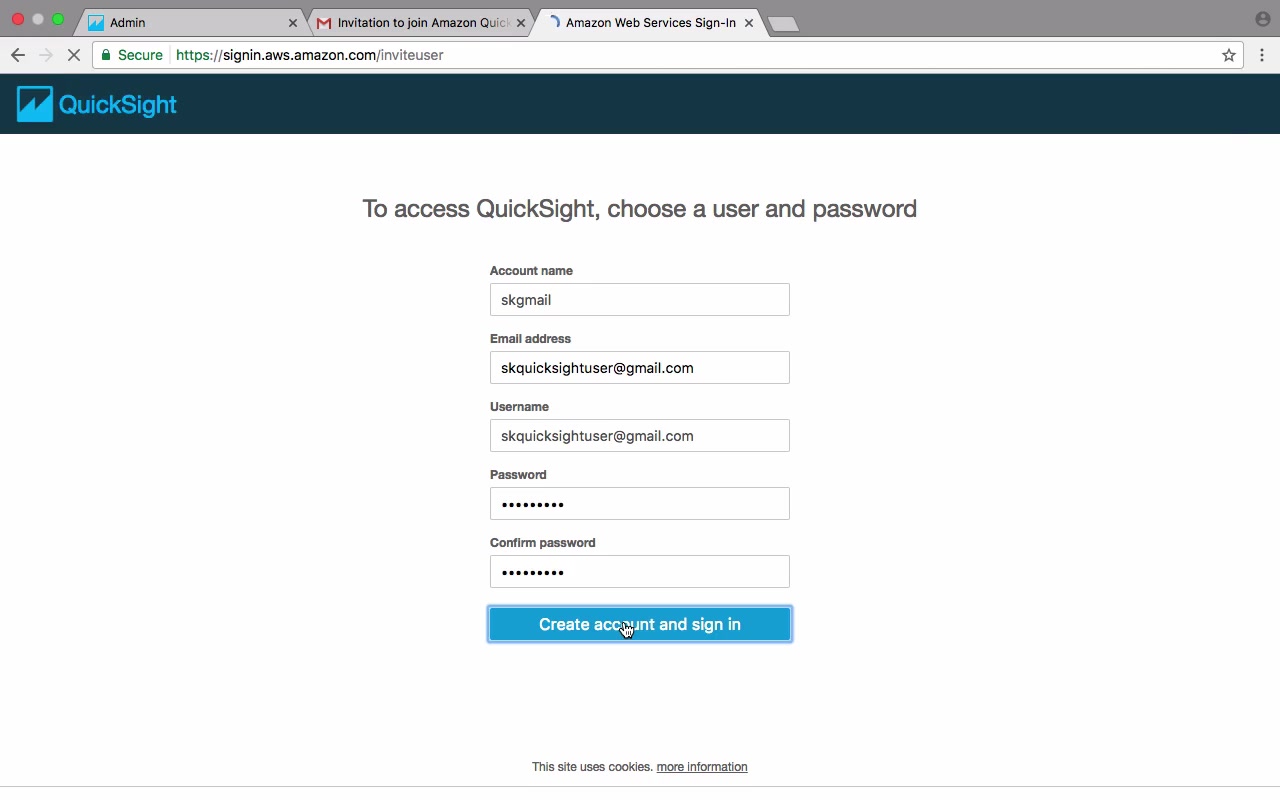 Admin
Invitation to join Amazon Quick
Amazon Web Services Sign-In
Secure
https://signin.aws.amazon.com/inviteuser
QuickSight
To access QuickSight, choose a user and password
Account name
skgmail
Email address
skquicksightuser@gmail.com
Username
skquicksightuser@gmail.com
Password
•••••••••
Confirm password
•••••••••
Create account and sign in
This site uses cookies. more information